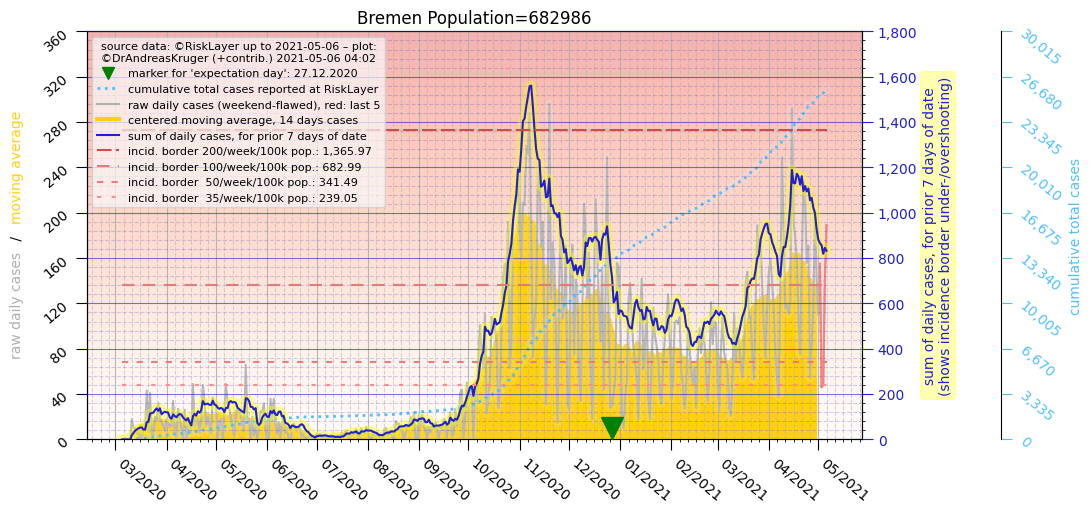 Bremen Population=682986
source data: ©RiskLayer up to 2021-05-06 – plot:
©DrAndreasKruger (+contrib.) 2021-05-06 04:02
marker for 'expectation day': 27.12.2020
cumulative total cases reported at RiskLayer
raw daily cases (weekend-flawed), red: last 5
centered moving average, 14 days cases
sum of daily cases, for prior 7 days of date
incid. border 200/week/100k pop.: 1,365.97
incid. border 100/week/100k pop.: 682.99
incid. border  50/week/100k pop.: 341.49
incid. border  35/week/100k pop.: 239.05
raw daily cases / moving average
360
320
280
240
200
160
120
80
40
0
03/2020
04/2020
05/2020
06/2020
07/2020
08/2020
09/2020
10/2020
11/2020
12/2020
01/2021
02/2021
03/2021
04/2021
05/2021
1,800
1,600
1,400
1,200
1,000
800
600
400
200
0
sum of daily cases, for prior 7 days of date
(shows incidence border under-/overshooting)
30,015
26,680
23,345
20,010
16,675
13,340
10,005
6,670
3,335
0
cumulative total cases